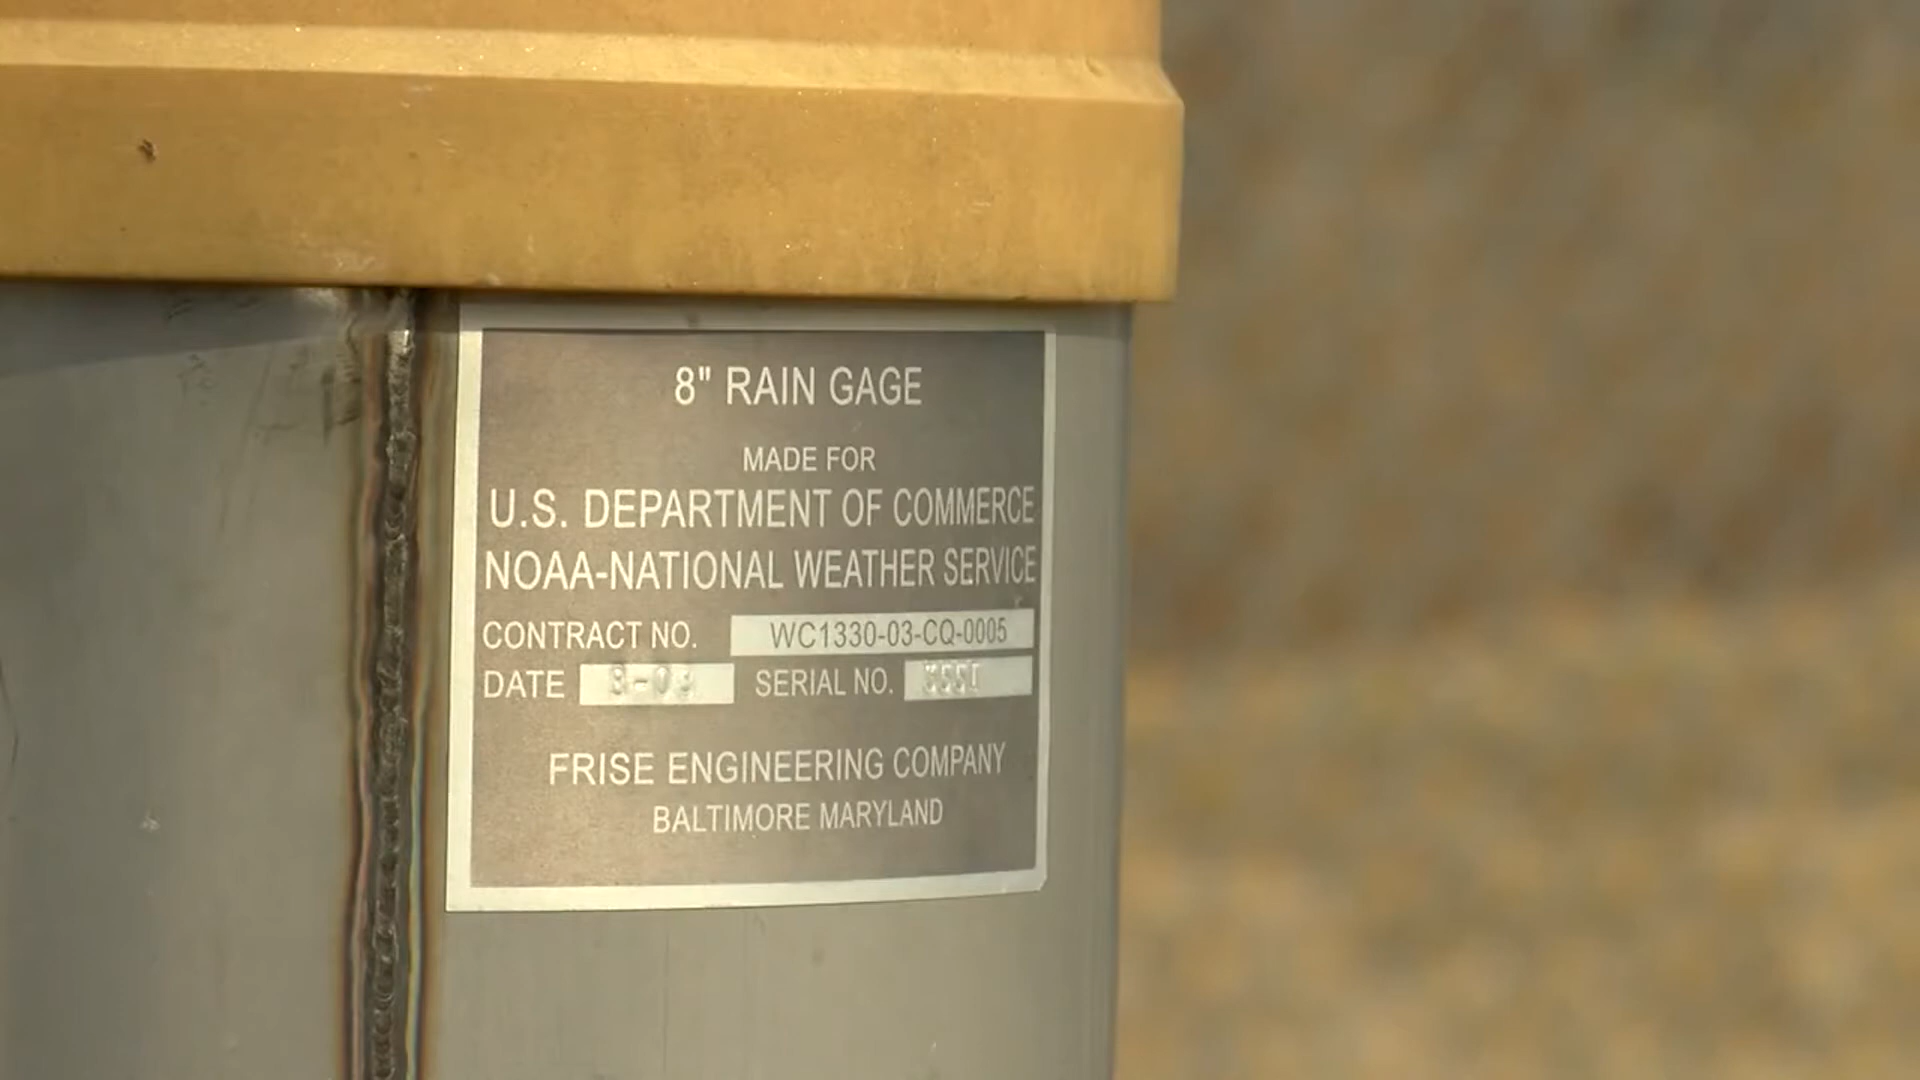 8" RAIN GAGE
MADE FOR
U.S. DEPARTMENT OF COMMERCE
NOAA-NATIONAL WEATHER SERVICE
CONTRACT NO. WC1330-03-CQ-0005
DATE SERIAL NO.
FRISE ENGINEERING COMPANY
BALTIMORE MARYLAND